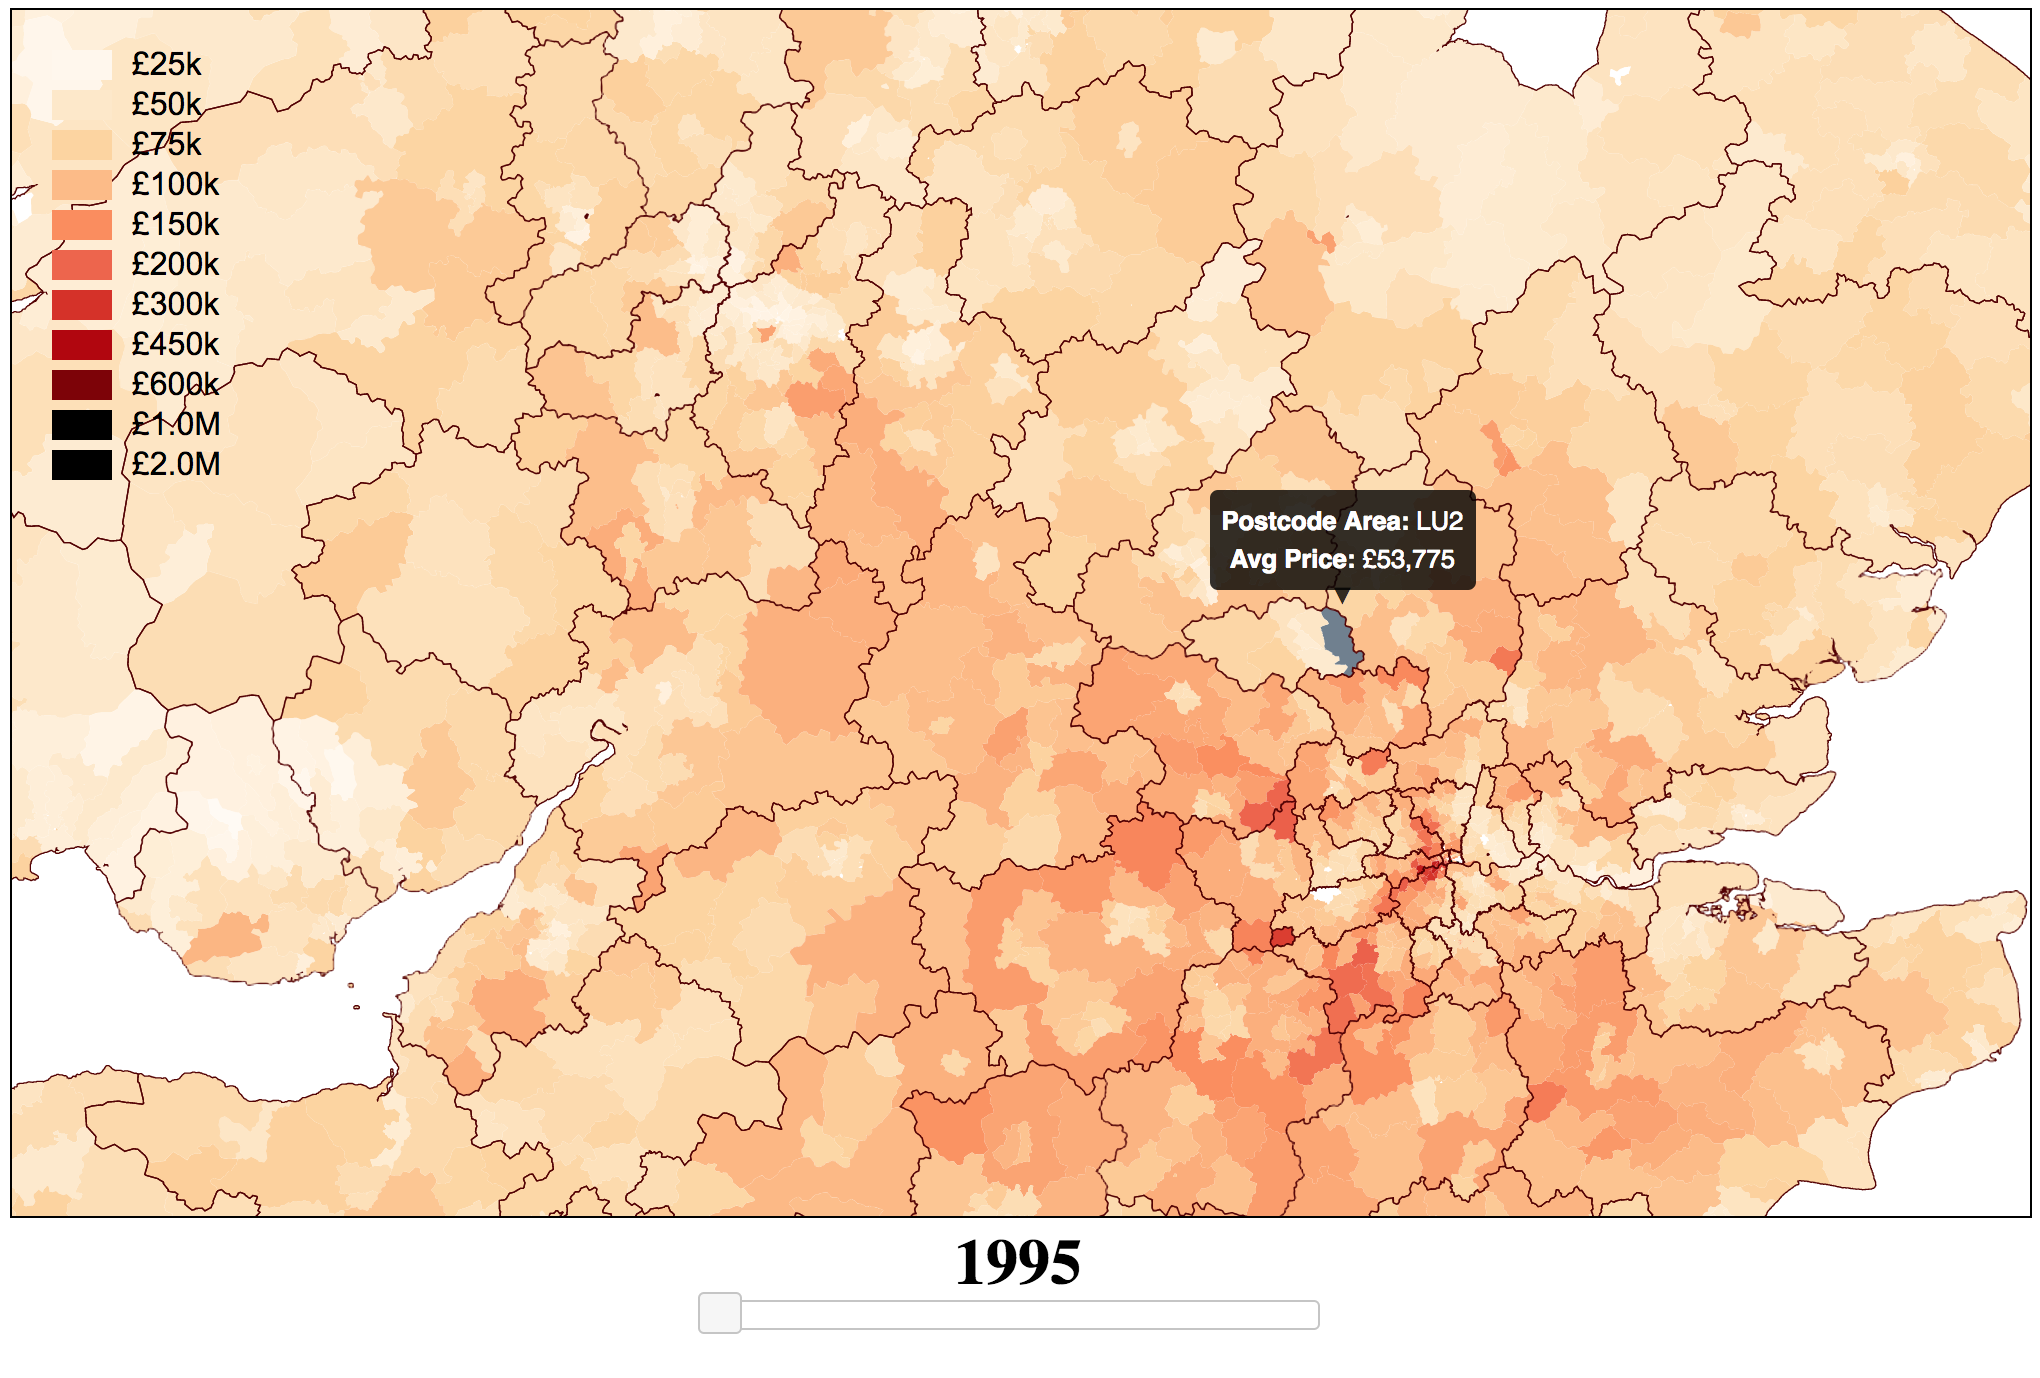 £25k
£50k
£75k
£100k
£150k
£200k
£300k
£450k
£600k
£1.0M
£2.0M
Postcode Area: LU2
Avg Price: £53,775
1995